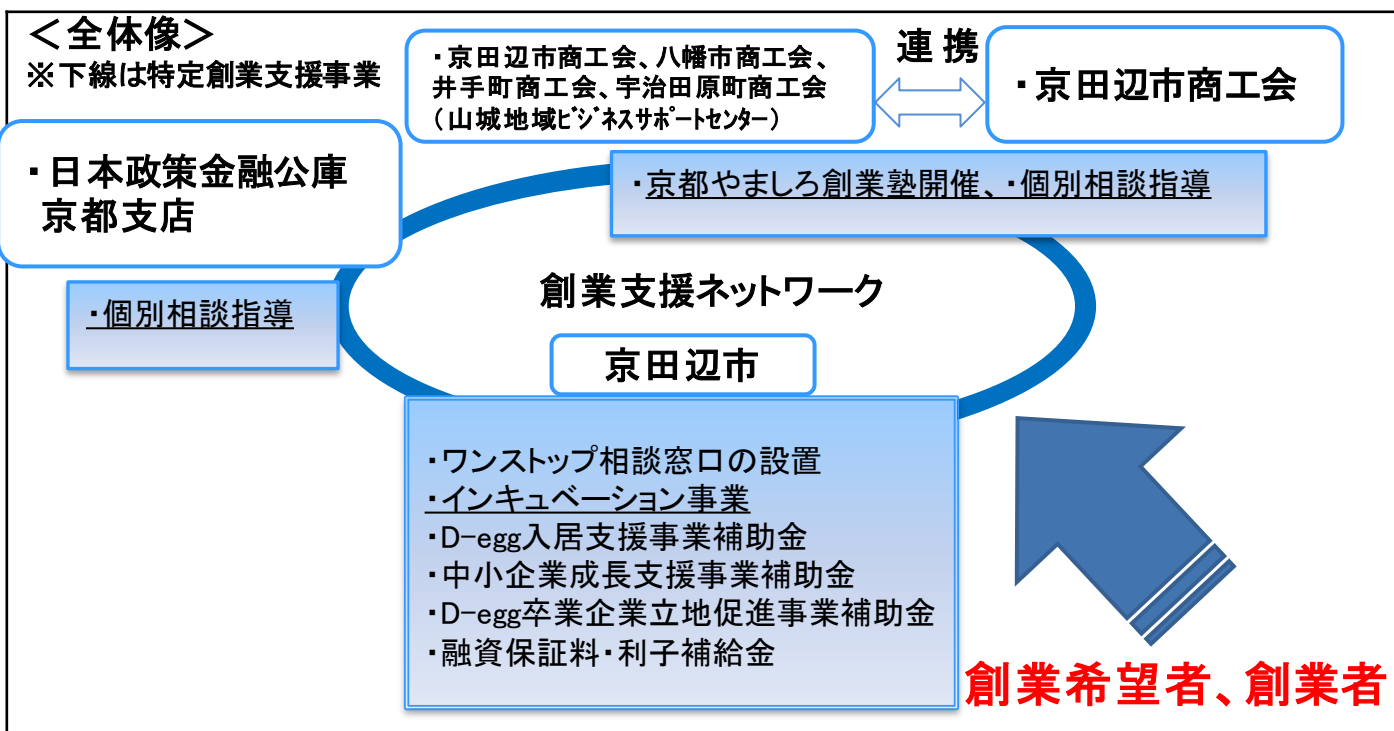 ＜全体像＞
※下線は特定創業支援事業
・京田辺市商工会、八幡市商工会、
井手町商工会、宇治田原町商工会
（山城地域ﾋﾞｼﾞﾈｽｻﾎﾟｰﾄｾﾝﾀｰ）
連携
・京田辺市商工会
・日本政策金融公庫
京都支店
・京都やましろ創業塾開催、・個別相談指導
・個別相談指導
創業支援ネットワーク
京田辺市
・ワンストップ相談窓口の設置
・インキュベーション事業
・D-egg入居支援事業補助金
・中小企業成長支援事業補助金
・D-egg卒業企業立地促進事業補助金
・融資保証料・利子補給金
創業希望者、創業者